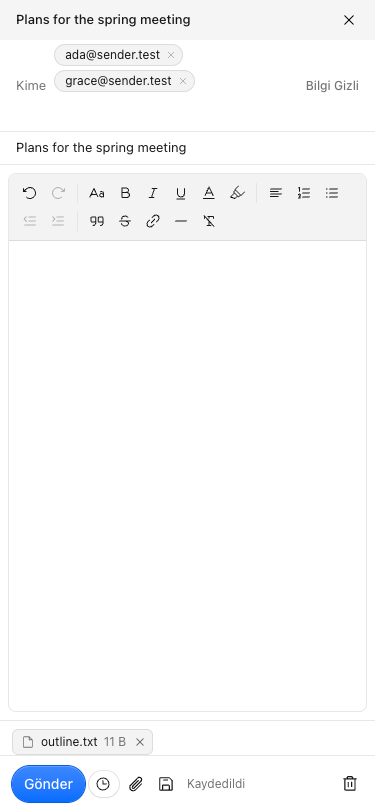 Plans for the spring meeting
ada@sender.test
Kime grace@sender.test Bilgi Gizli
Plans for the spring meeting
Aa B I U A
outline.txt 11 B
Gönder Kaydedildi